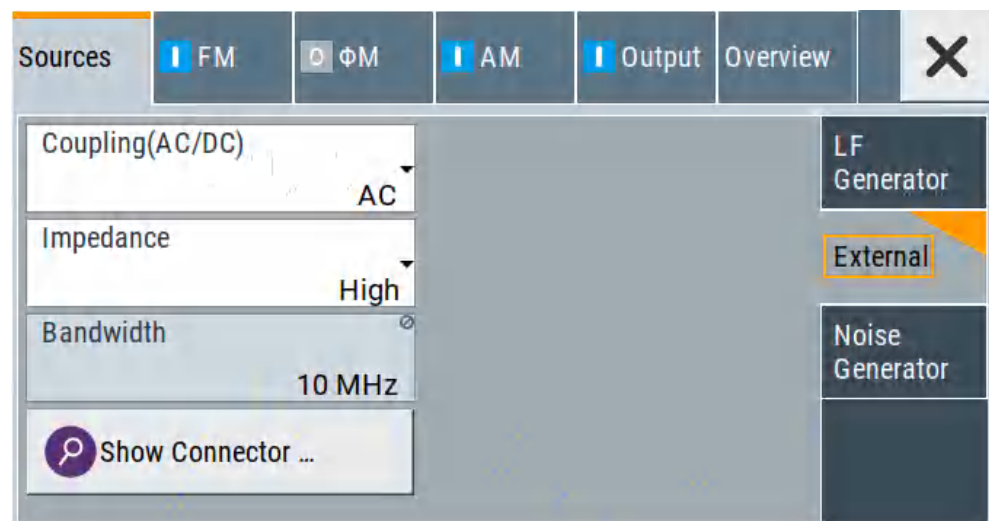 Sources
I FM
O ΦM
I AM
I Output
Overview
Coupling(AC/DC)
AC
Impedance
High
Bandwidth
10 MHz
Show Connector ...
LF
Generator
External
Noise
Generator